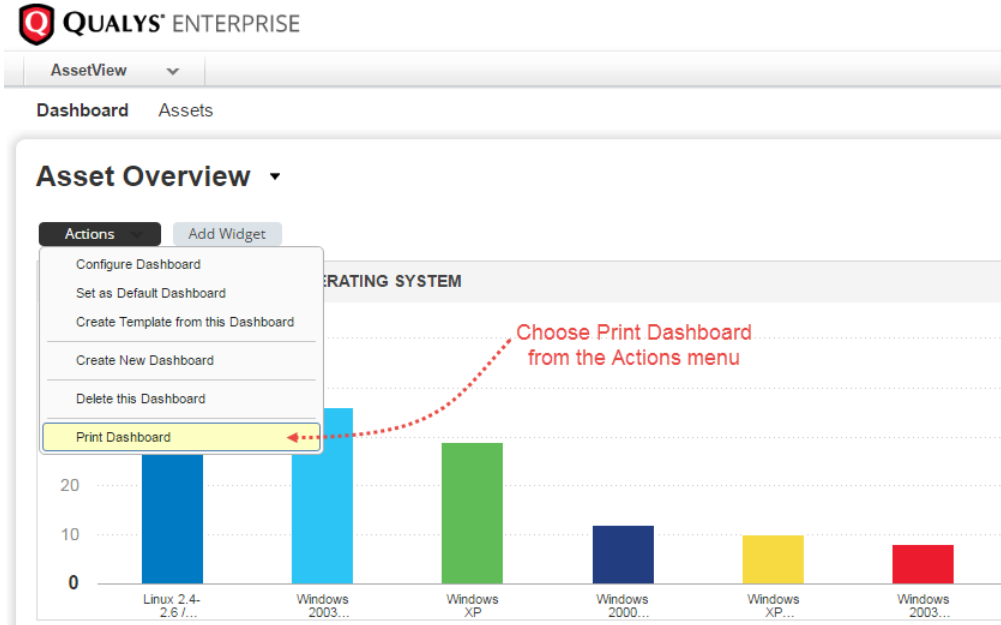 QUALYS® ENTERPRISE
AssetView
Dashboard Assets
Asset Overview
Actions Add Widget
Configure Dashboard
Set as Default Dashboard
Create Template from this Dashboard
Create New Dashboard
Delete this Dashboard
Print Dashboard
ERATING SYSTEM
Choose Print Dashboard
from the Actions menu
20
10
0
Linux 2.4-
2.6 /...
Windows
2003...
Windows
XP
Windows
2000...
Windows
XP...
Windows
2003...